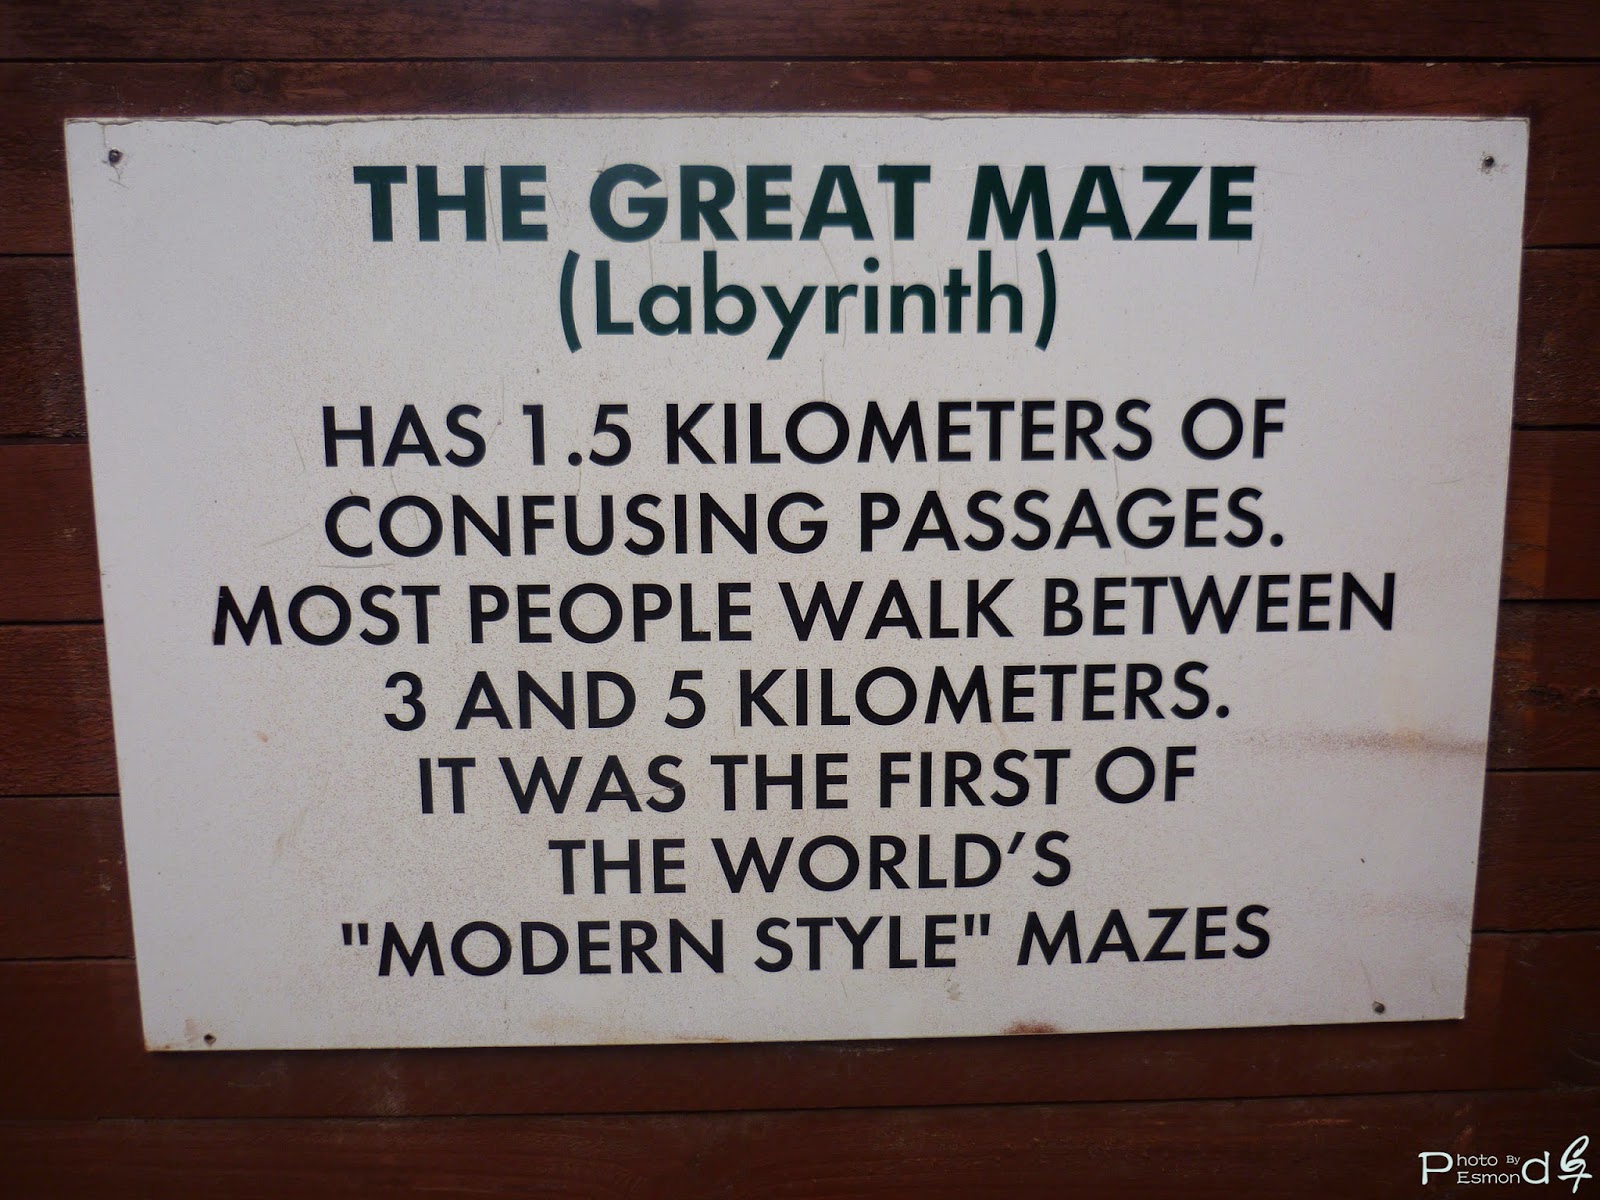 THE GREAT MAZE
(Labyrinth)
HAS 1.5 KILOMETERS OF
CONFUSING PASSAGES.
MOST PEOPLE WALK BETWEEN
3 AND 5 KILOMETERS.
IT WAS THE FIRST OF
THE WORLD'S
"MODERN STYLE" MAZES
Photo By
Esmond